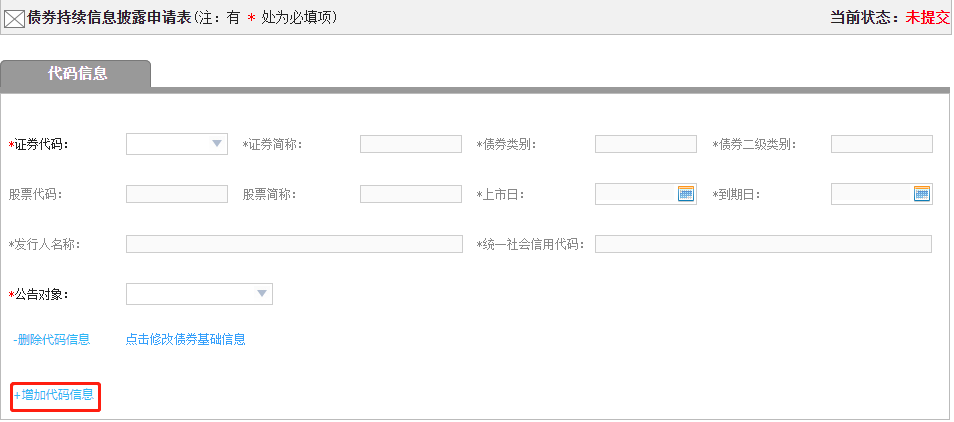 债券持续信息披露申请表(注：有 * 处为必填项) 当前状态：未提交
代码信息
*证券代码： *证券简称： *债券类别： *债券二级类别：
股票代码： 股票简称： *上市日： *到期日：
*发行人名称： *统一社会信用代码：
*公告对象：
-删除代码信息 点击修改债券基础信息
+增加代码信息